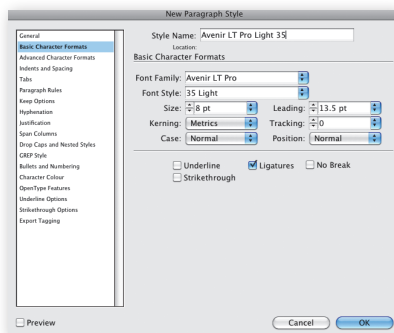 New Paragraph Style
General
Basic Character Formats
Advanced Character Formats
Indents and Spacing
Tabs
Paragraph Rules
Keep Options
Hyphenation
Justification
Span Columns
Drop Caps and Nested Styles
GREP Style
Bullets and Numbering
Character Colour
OpenType Features
Underline Options
Strikethrough Options
Export Tagging
Style Name: Avenir LT Pro Light 35
Location:
Basic Character Formats
Font Family: Avenir LT Pro
Font Style: 35 Light
Size: 8 pt Leading: 13.5 pt
Kerning: Metrics Tracking: 0
Case: Normal Position: Normal
Underline Ligatures No Break
Strikethrough
Preview Cancel OK